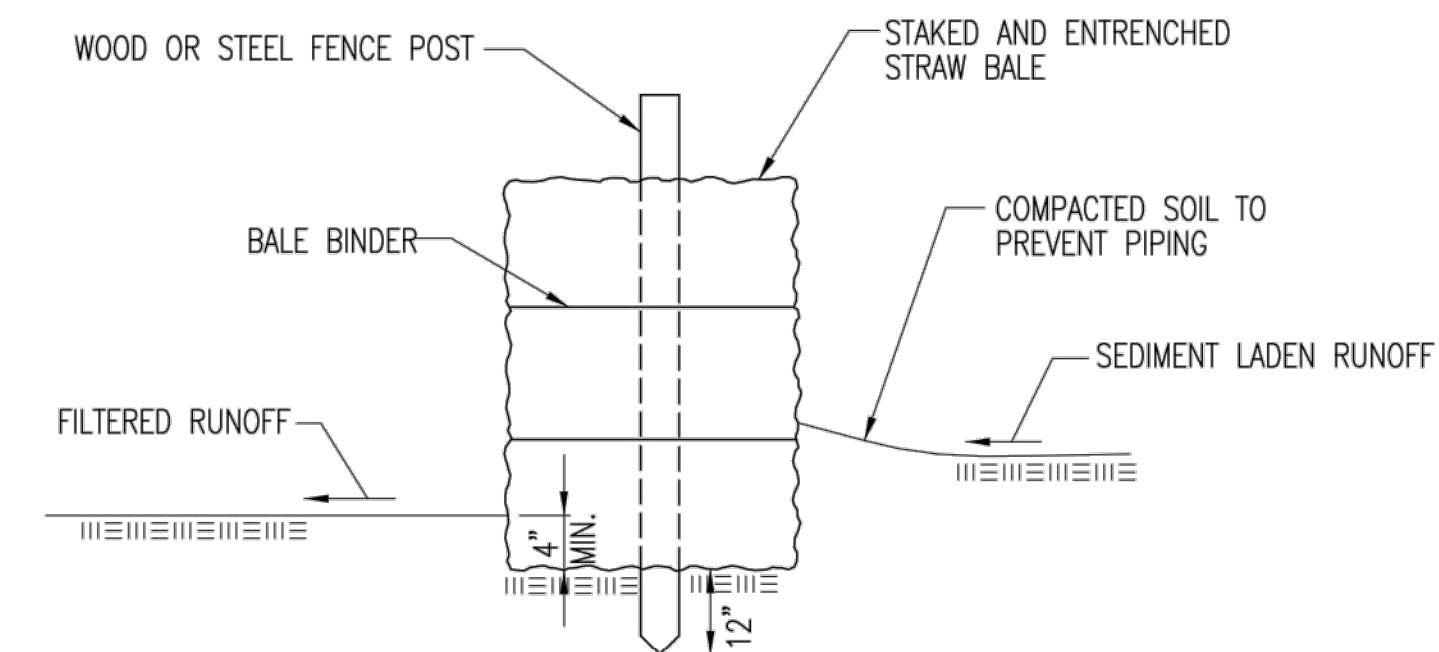 WOOD OR STEEL FENCE POST
STAKED AND ENTRENCHED
STRAW BALE
BALE BINDER
COMPACTED SOIL TO
PREVENT PIPING
SEDIMENT LADEN RUNOFF
FILTERED RUNOFF
4"
MIN.
12"